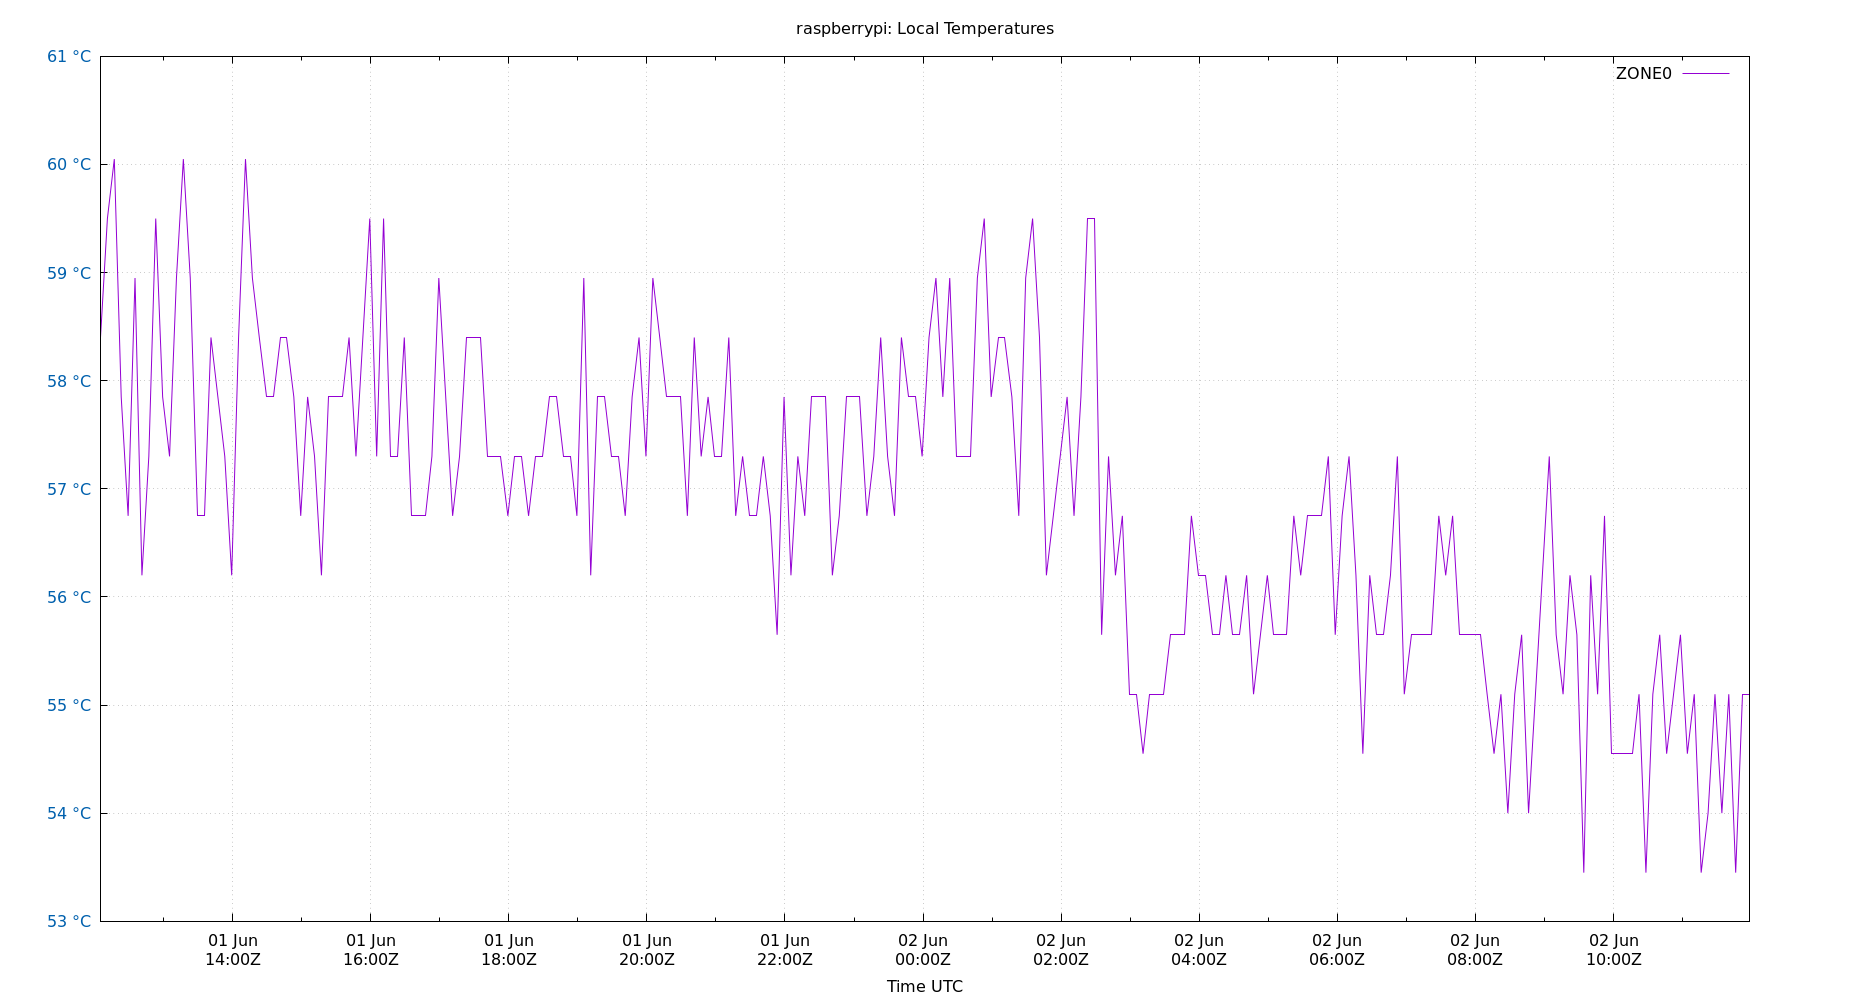 raspberrypi: Local Temperatures
61 °C
ZONE0
60 °C
59 °C
58 °C
57 °C
56 °C
55 °C
54 °C
53 °C
01 Jun 01 Jun 01 Jun 01 Jun 01 Jun 02 Jun 02 Jun 02 Jun 02 Jun 02 Jun 02 Jun
14:00Z 16:00Z 18:00Z 20:00Z 22:00Z 00:00Z 02:00Z 04:00Z 06:00Z 08:00Z 10:00Z
Time UTC